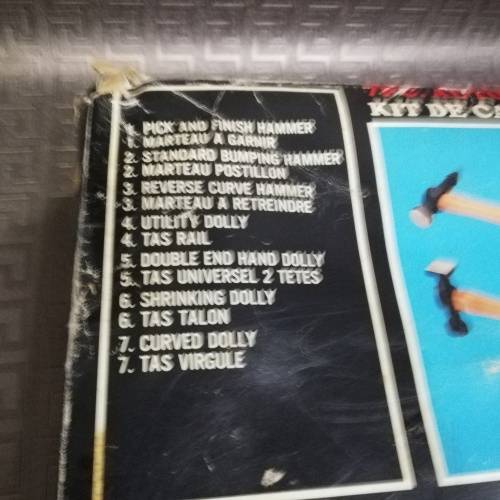 1. PICK AND FINISH HAMMER
1. MARTEAU A GARNIR
2. STANDARD BUMPING HAMMER
2. MARTEAU POSTILLON
3. REVERSE CURVE HAMMER
3. MARTEAU A RETREINDRE
4. UTILITY DOLLY
4. TAS RAIL
5. DOUBLE END HAND DOLLY
5. TAS UNIVERSEL 2 TETES
6. SHRINKING DOLLY
6. TAS TALON
7. CURVED DOLLY
7. TAS VIRGULE
KIT DE